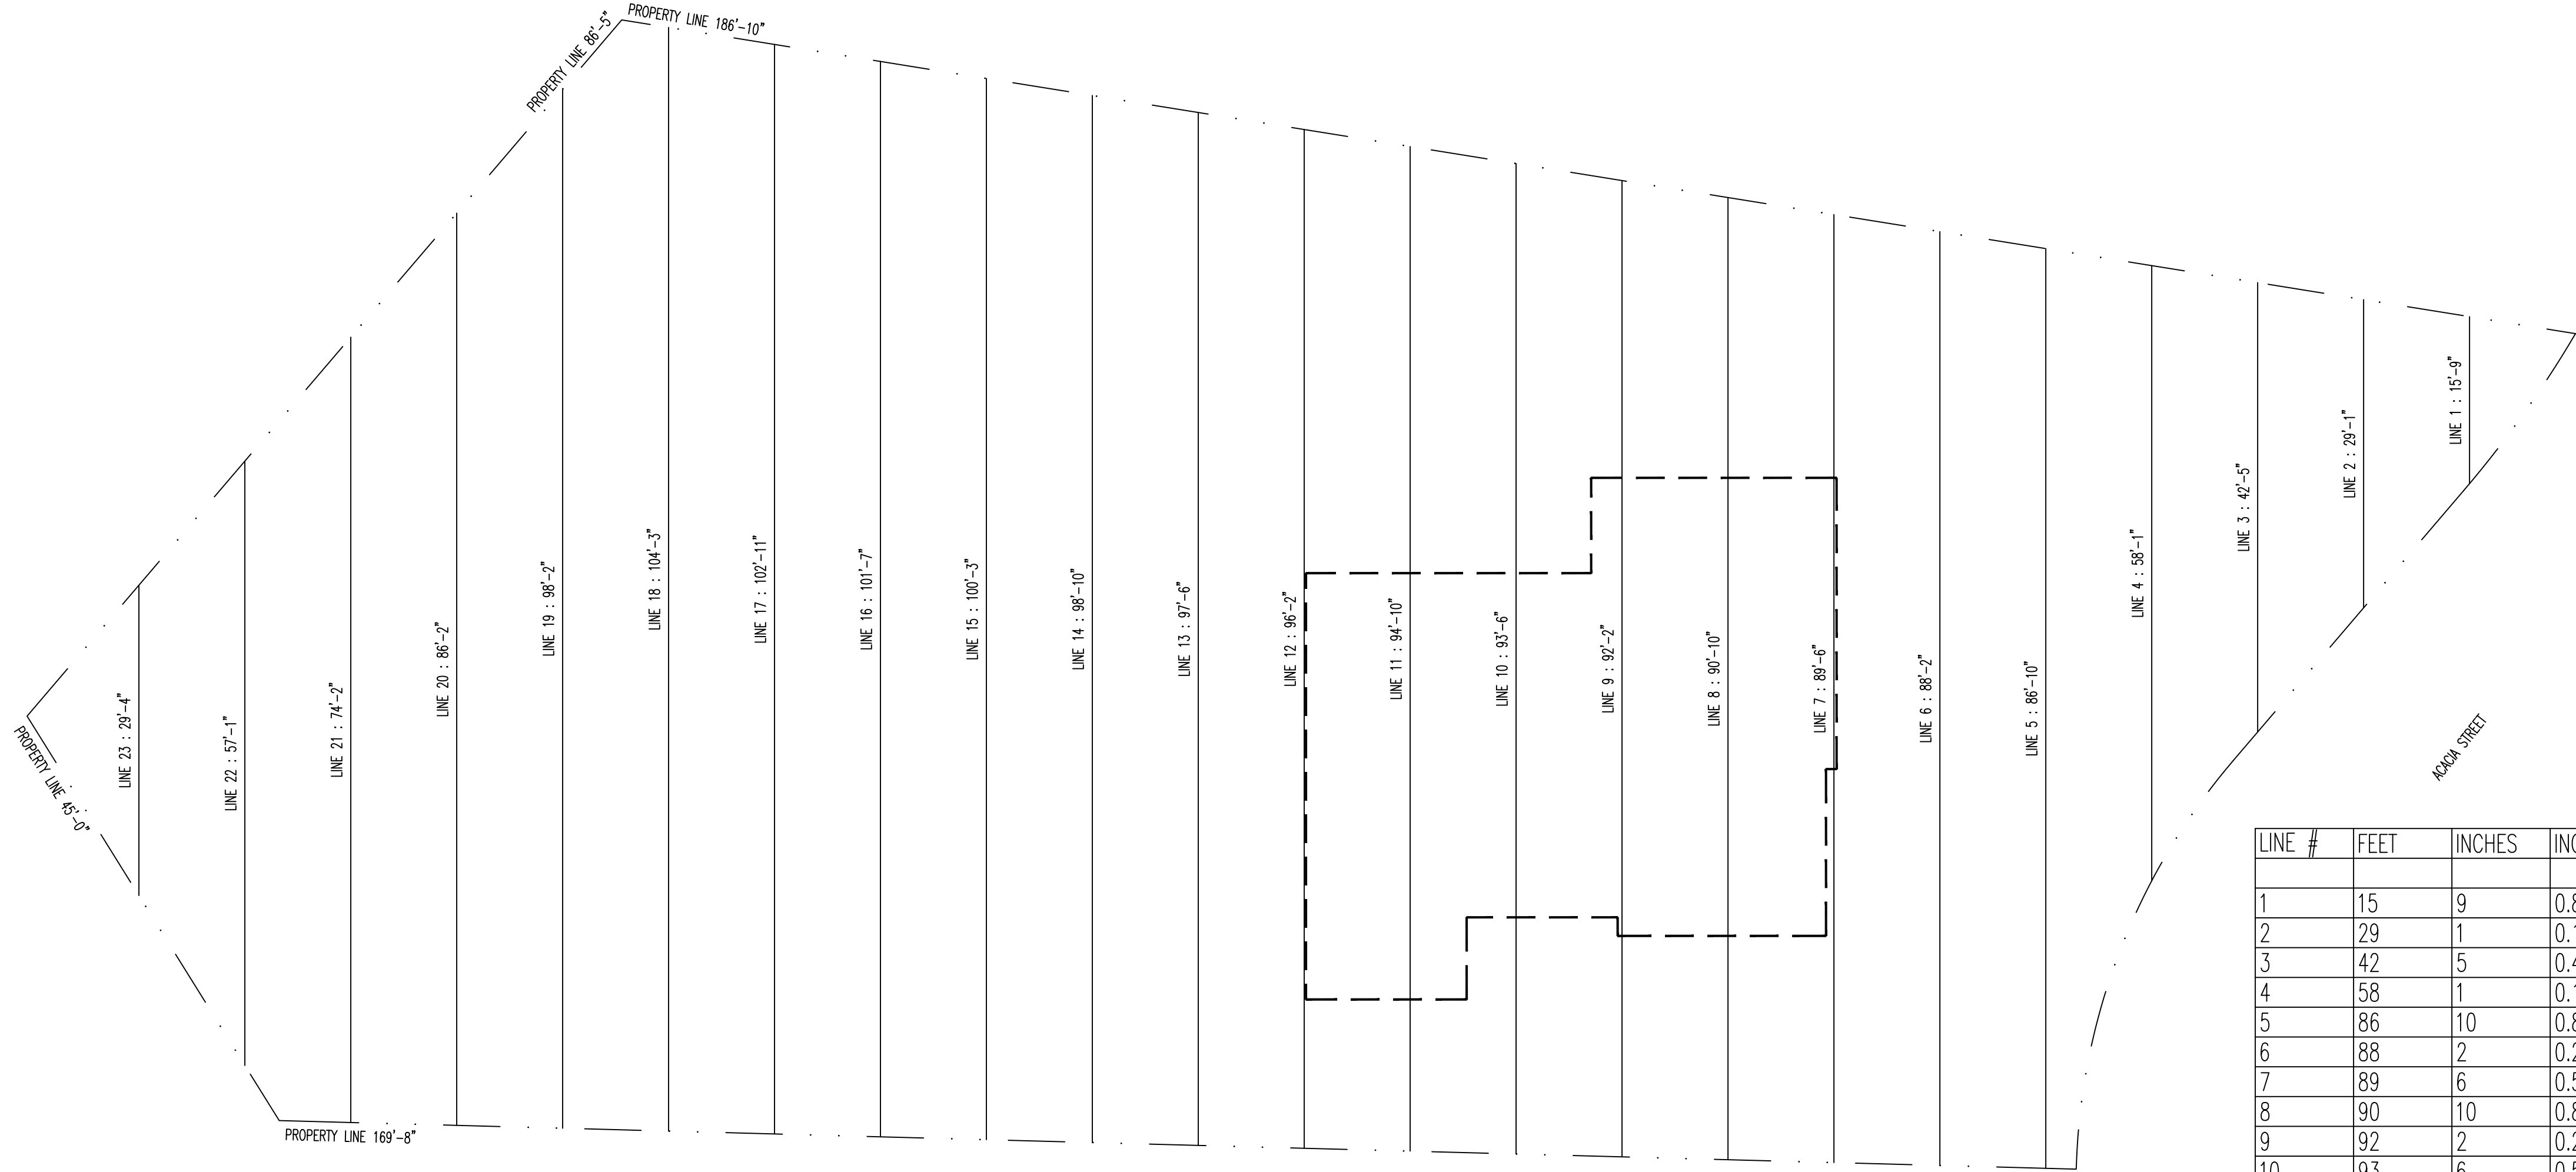 PROPERTY LINE 186'-10"
PROPERTY LINE 86'-5"
PROPERTY LINE 45'-0"
PROPERTY LINE 169'-8"
LINE 23 : 29'-4"
LINE 22 : 57'-1"
LINE 21 : 74'-2"
LINE 20 : 86'-2"
LINE 19 : 98'-2"
LINE 18 : 104'-3"
LINE 17 : 102'-11"
LINE 16 : 101'-7"
LINE 15 : 100'-3"
LINE 14 : 98'-10"
LINE 13 : 97'-6"
LINE 12 : 96'-2"
LINE 11 : 94'-10"
LINE 10 : 93'-6"
LINE 9 : 92'-2"
LINE 8 : 90'-10"
LINE 7 : 89'-6"
LINE 6 : 88'-2"
LINE 5 : 86'-10"
LINE 4 : 58'-1"
LINE 3 : 42'-5"
LINE 2 : 29'-1"
LINE 1 : 15'-9"
ACACIA STREET
LINE # FEET INCHES
1 15 9
2 29 1
3 42 5
4 58 1
5 86 10
6 88 2
7 89 6
8 90 10
9 92 2
10 93 6